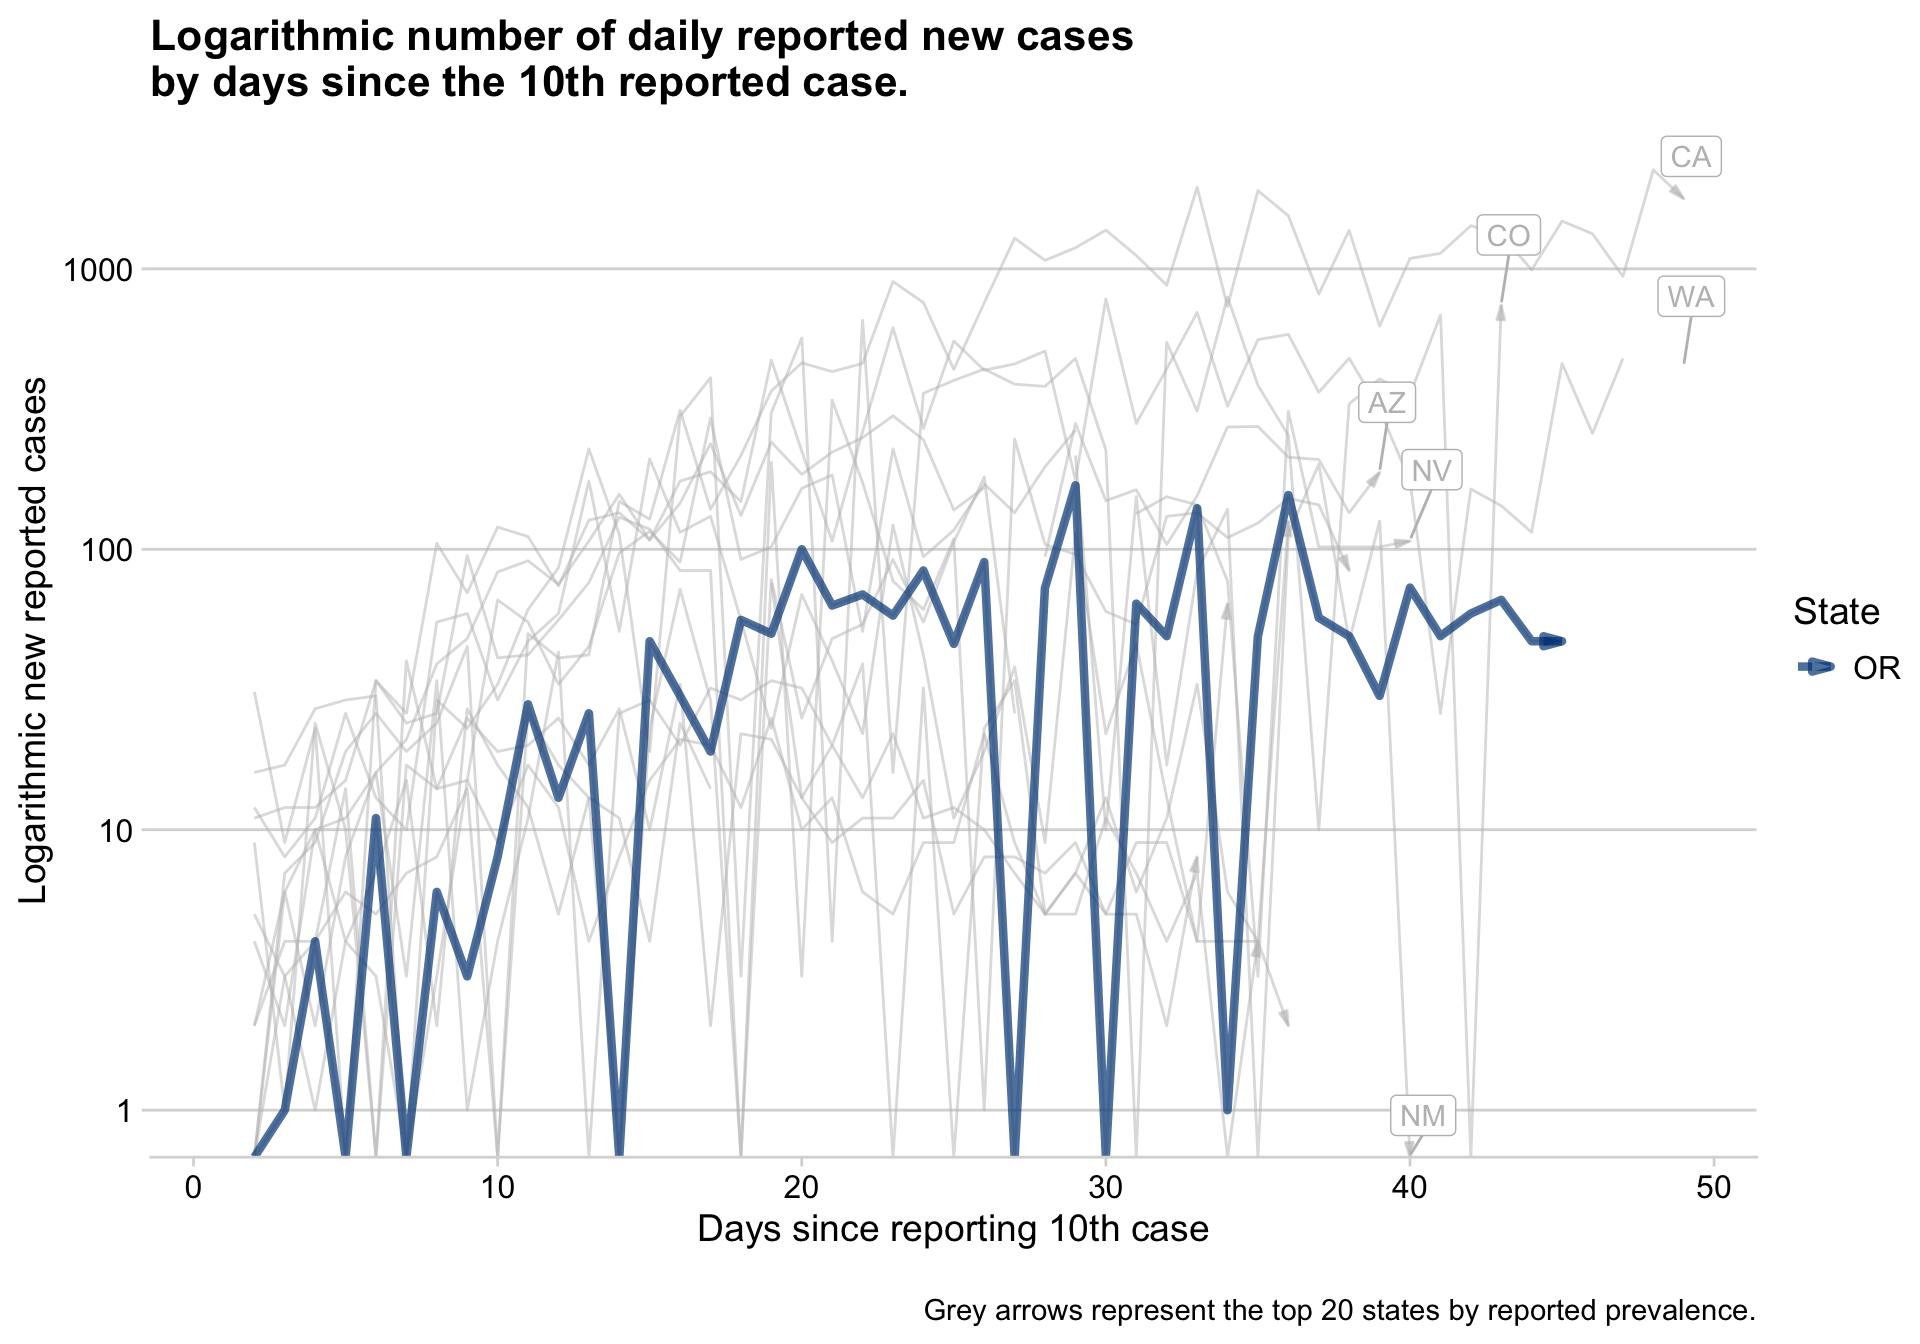 Logarithmic number of daily reported new cases
by days since the 10th reported case.
Logarithmic new reported cases
1000
100
10
1
CA
CO
WA
AZ
NV
NM
State
OR
0 10 20 30 40 50
Days since reporting 10th case
Grey arrows represent the top 20 states by reported prevalence.